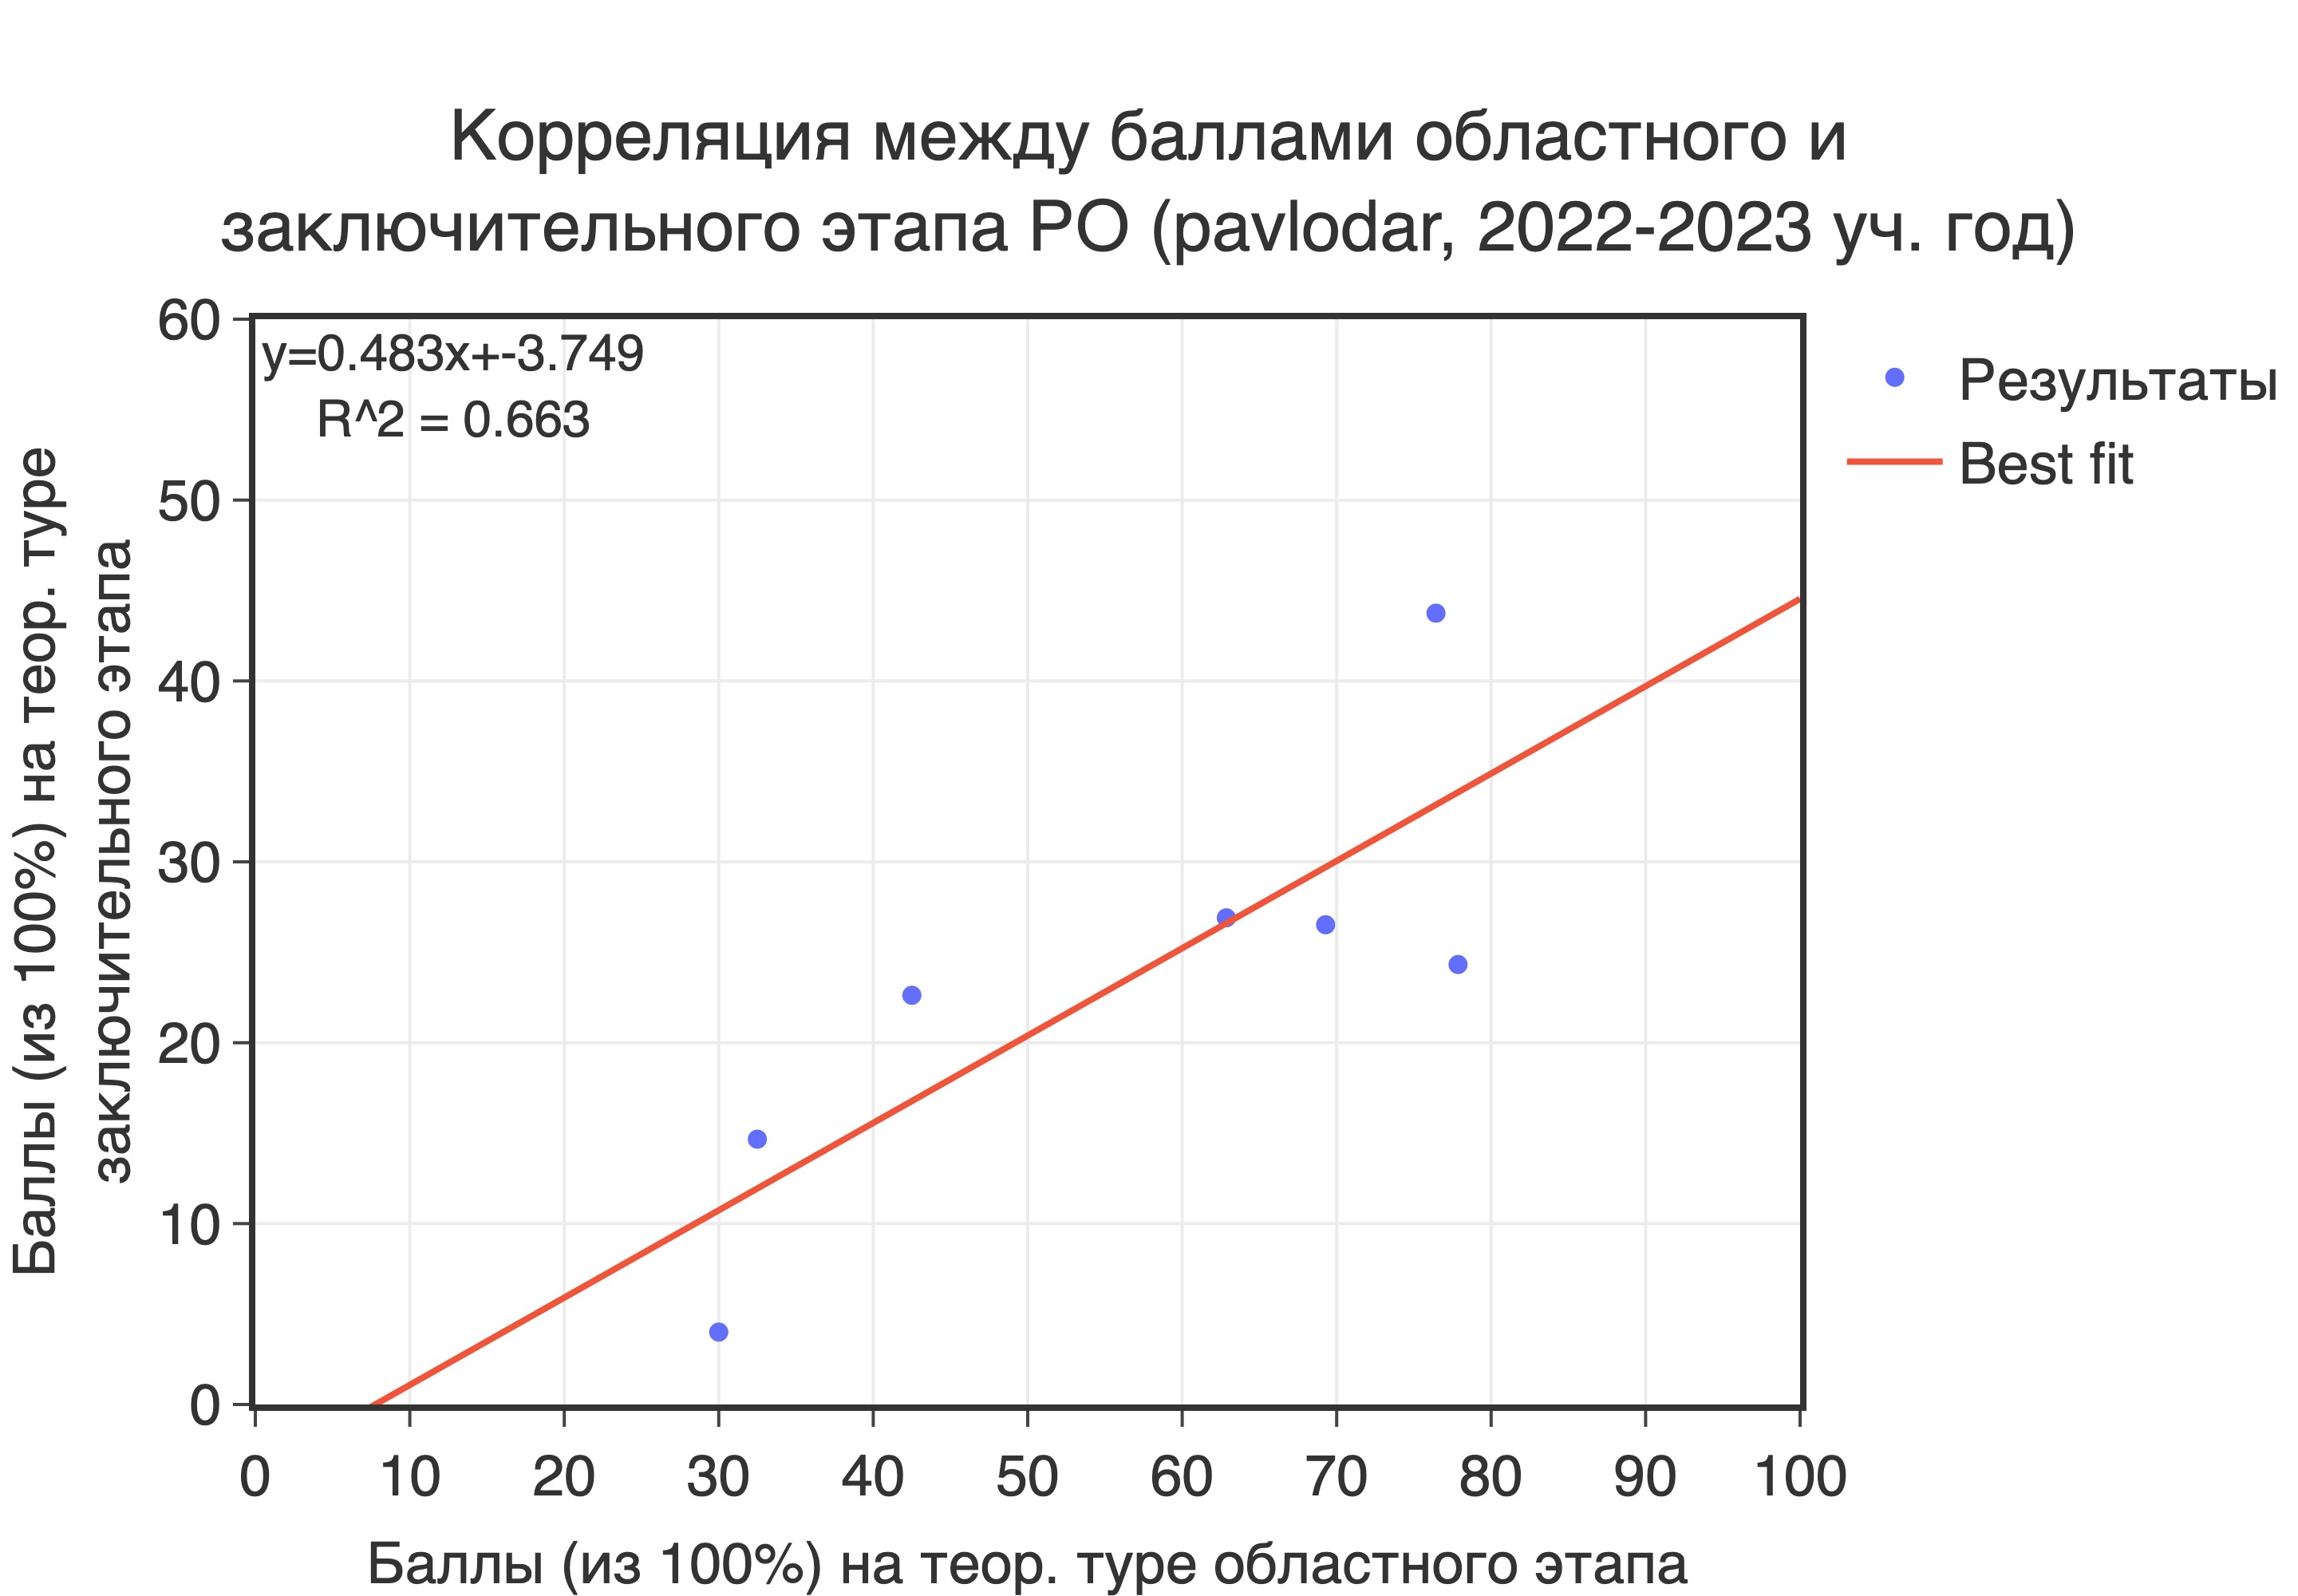 Корреляция между баллами областного и
заключительного этапа РО (pavlodar, 2022-2023 уч. год)
y=0.483x+-3.749
R^2 = 0.663
Результаты
Best fit
Баллы (из 100%) на теор. туре
заключительного этапа
60
50
40
30
20
10
0
0 10 20 30 40 50 60 70 80 90 100
Баллы (из 100%) на теор. туре областного этапа